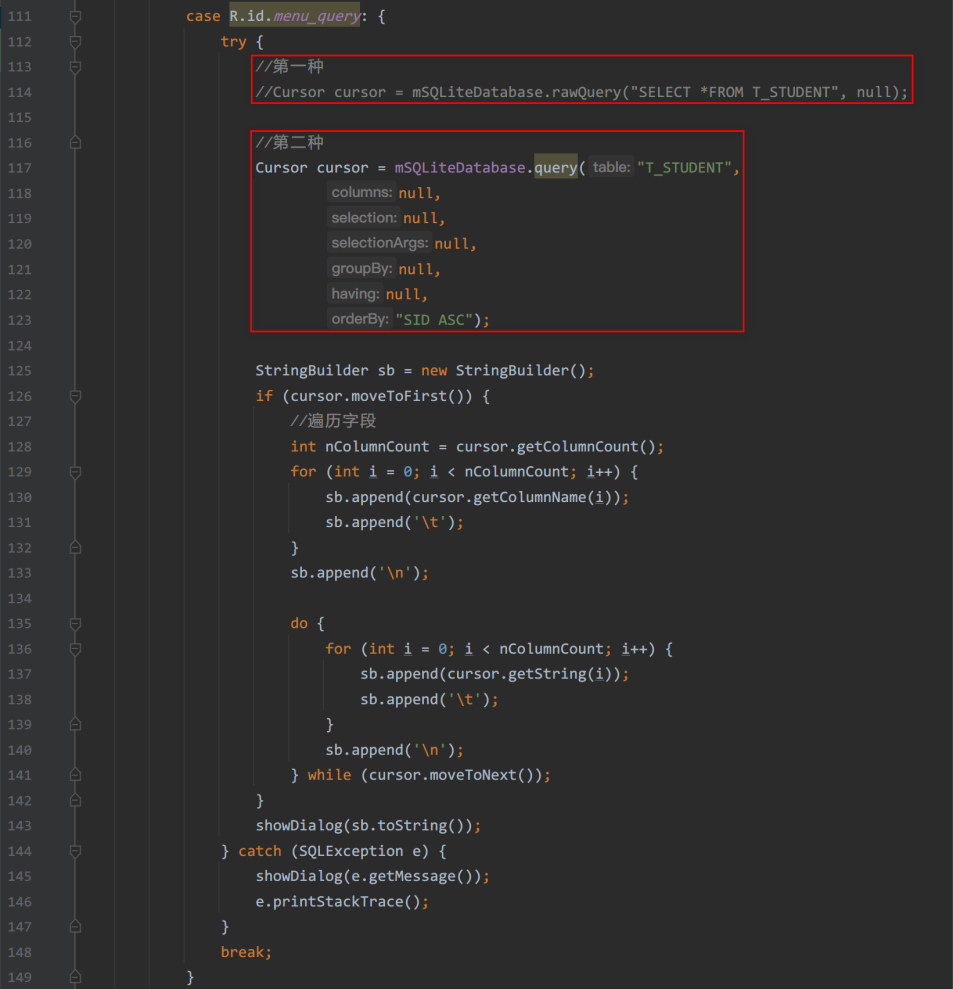 111 case R.id.menu_query: {
112 try {
113 //第一种
114 //Cursor cursor = mSQLiteDatabase.rawQuery("SELECT *FROM T_STUDENT", null);
115
116 //第二种
117 Cursor cursor = mSQLiteDatabase.query( table: "T_STUDENT",
118 columns: null,
119 selection: null,
120 selectionArgs: null,
121 groupBy: null,
122 having: null,
123 orderBy: "SID ASC");
124
125 StringBuilder sb = new StringBuilder();
126 if (cursor.moveToFirst()) {
127 //遍历字段
128 int nColumnCount = cursor.getColumnCount();
129 for (int i = 0; i < nColumnCount; i++) {
130 sb.append(cursor.getColumnName(i));
131 sb.append('\t');
132 }
133 sb.append('\n');
134
135 do {
136 for (int i = 0; i < nColumnCount; i++) {
137 sb.append(cursor.getString(i));
138 sb.append('\t');
139 }
140 sb.append('\n');
141 } while (cursor.moveToNext());
142 }
143 showDialog(sb.toString());
144 } catch (SQLException e) {
145 showDialog(e.getMessage());
146 e.printStackTrace();
147 }
148 break;
149 }